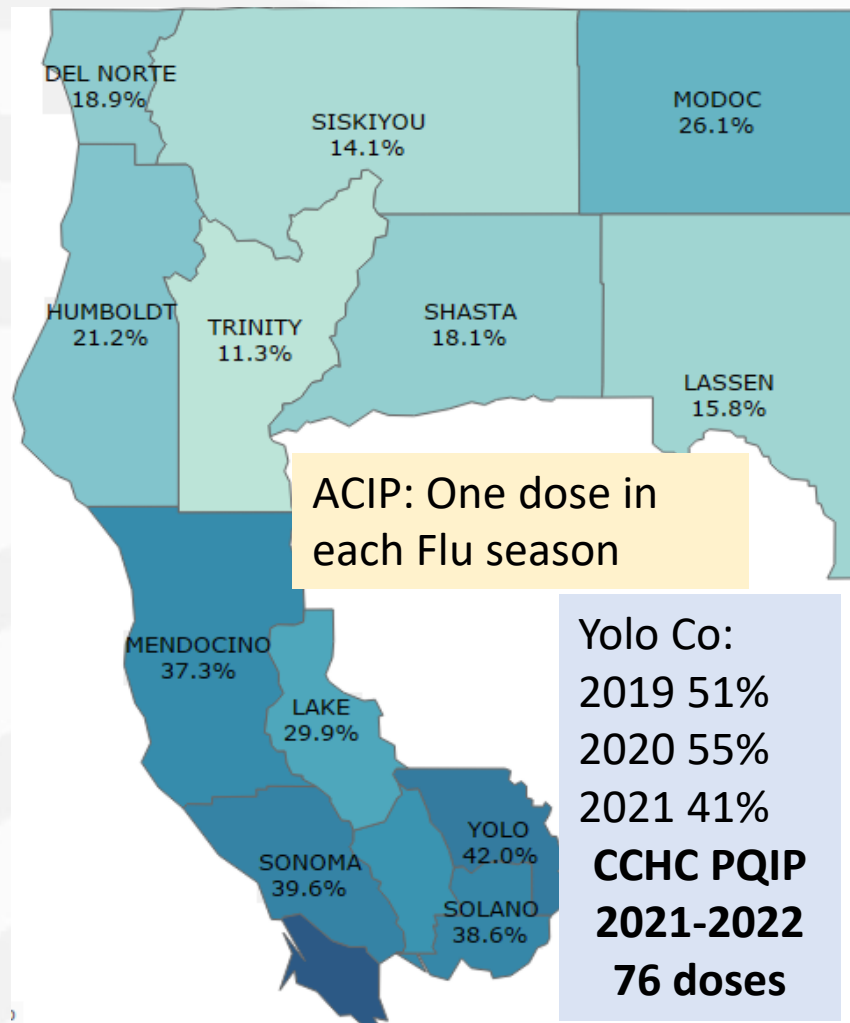 DEL NORTE
18.9%
SISKIYOU
14.1%
MODOC
26.1%
HUMBOLDT
21.2%
TRINITY
11.3%
SHASTA
18.1%
LASSEN
15.8%
ACIP: One dose in
each Flu season
MENDOCINO
37.3%
LAKE
29.9%
YOLO
42.0%
SONOMA
39.6%
SOLANO
38.6%
Yolo Co:
2019 51%
2020 55%
2021 41%
CCHC PQIP
2021-2022
76 doses